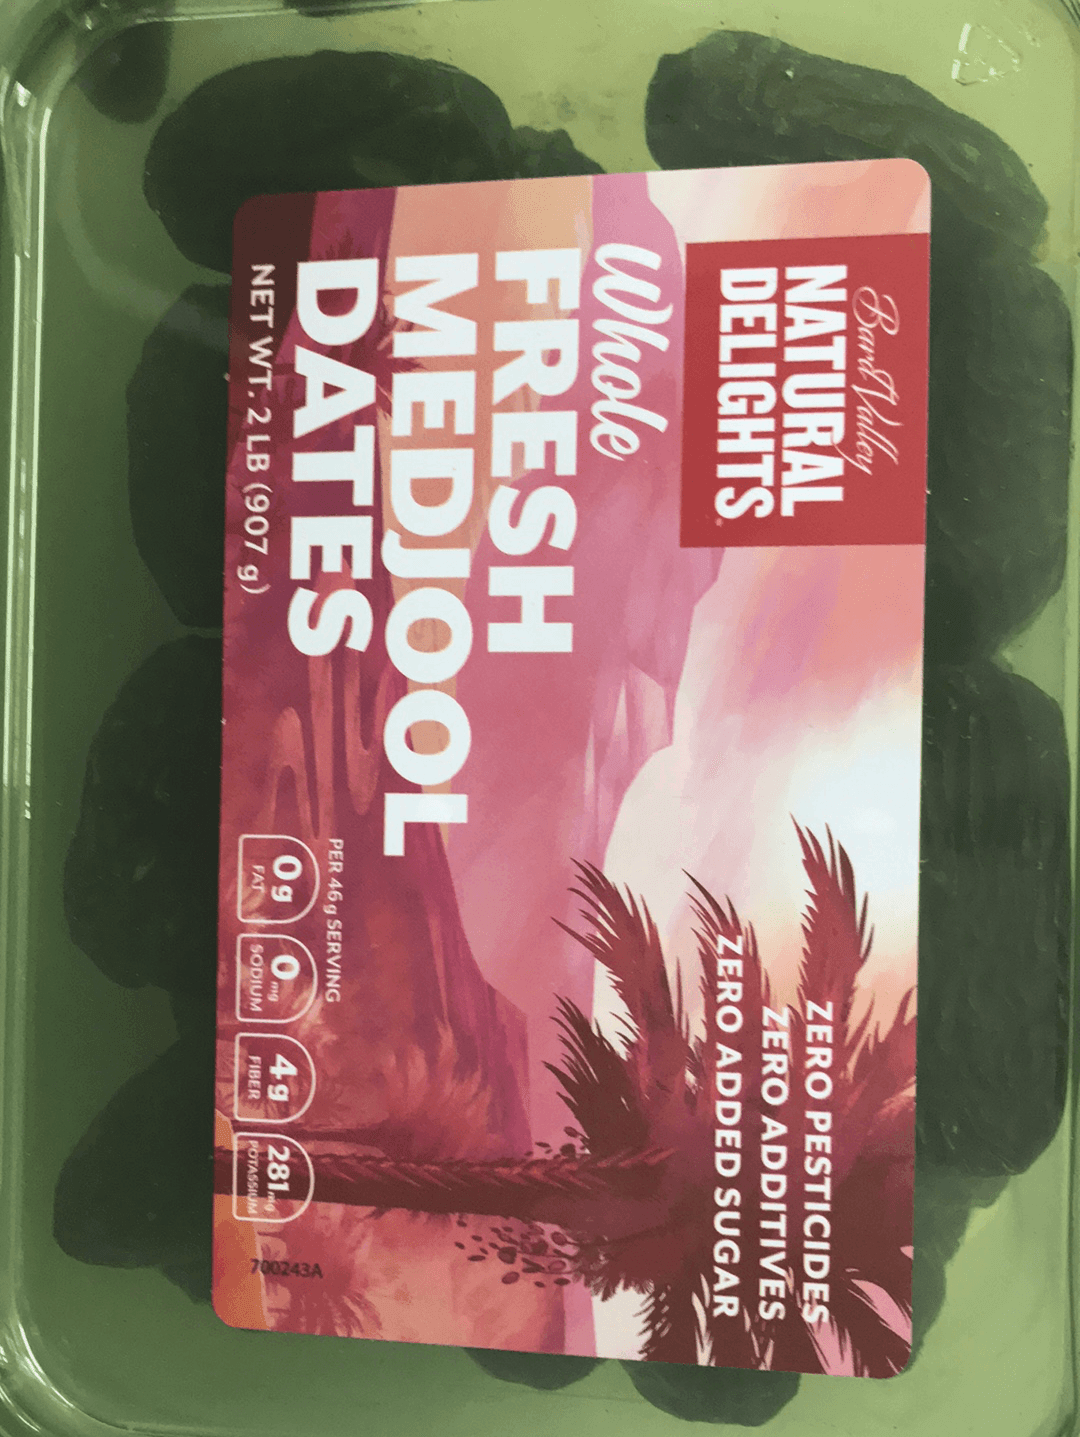 Bard Valley
NATURAL
DELIGHTS
Whole
FRESH
MEDJOOL
DATES
NET WT. 2 LB (907 g)
ZERO PESTICIDES
ZERO ADDITIVES
ZERO ADDED SUGAR
PER 46 g SERVING
0g
FAT
0mg
SODIUM
4g
FIBER
281mg
POTASSIUM
700243A